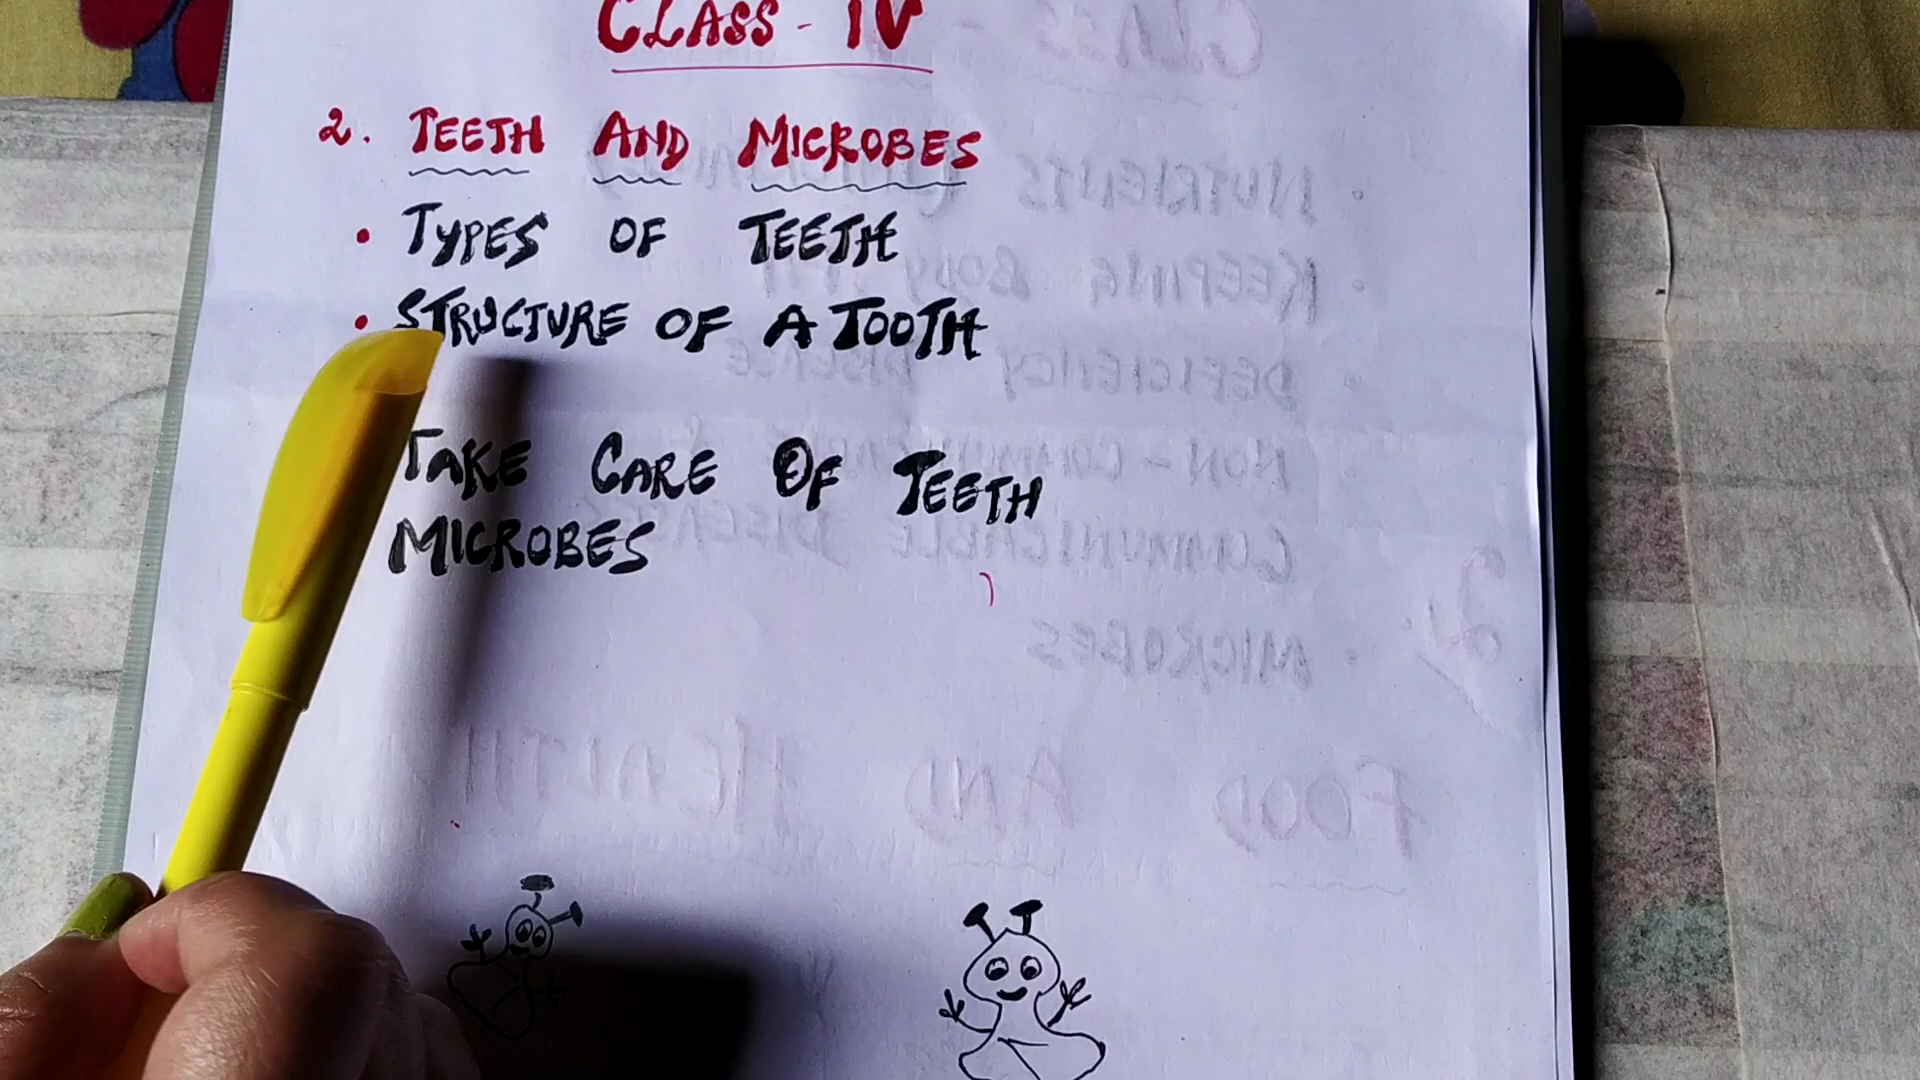 CLASS - IV
2. TEETH AND MICROBES
• TYPES OF TEETH
• STRUCTURE OF A TOOTH
TAKE CARE OF TEETH
MICROBES